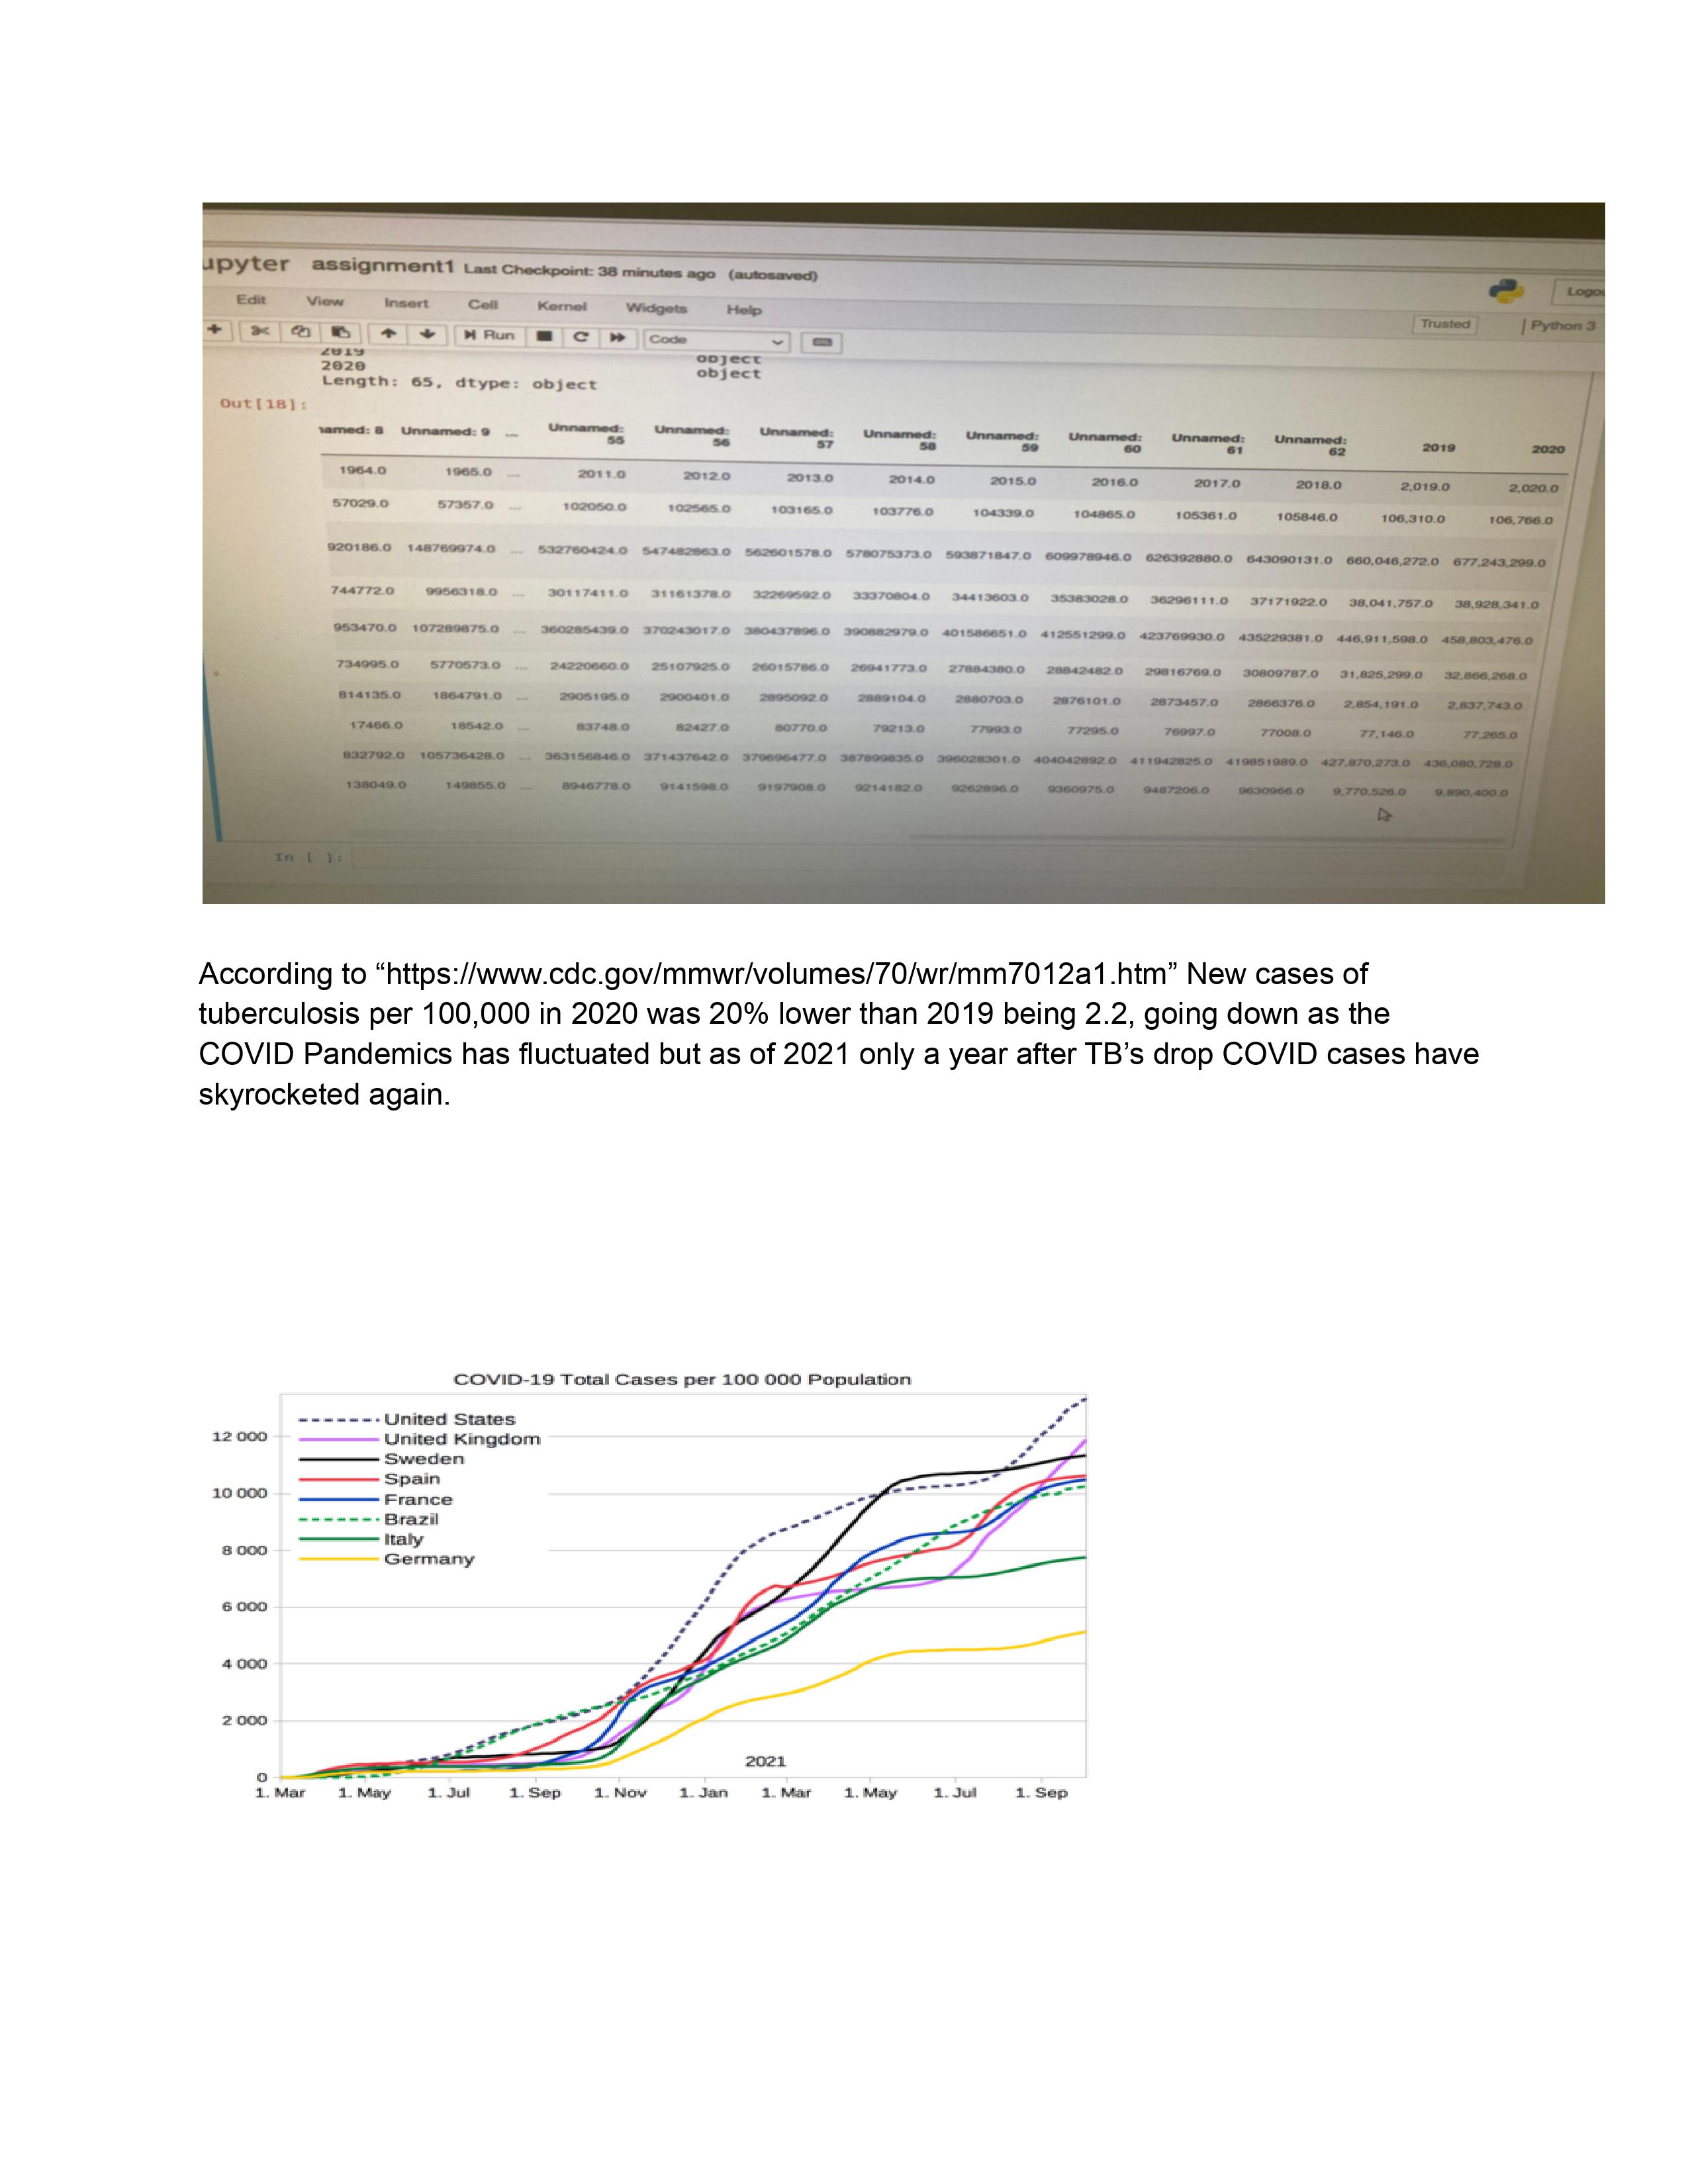 upyter assignment1 Last Checkpoint: 38 minutes ago (autosaved)
Logou
Edit View Insert Cell Kernel Widgets Help
Trusted | Python 3
Run Code
2019 object
2020 object
Length: 65, dtype: object
Out[18]:
named: 8 Unnamed: 9 ... Unnamed: 55 Unnamed: 56 Unnamed: 57 Unnamed: 58 Unnamed: 59 Unnamed: 60 Unnamed: 61 Unnamed: 62 2019 2020
1964.0 1965.0 ... 2011.0 2012.0 2013.0 2014.0 2015.0 2016.0 2017.0 2018.0 2,019.0 2,020.0
57029.0 57357.0 ... 102050.0 102565.0 103165.0 103776.0 104339.0 104865.0 105361.0 105846.0 106,310.0 106,766.0
920186.0 148769974.0 ... 532760424.0 547482863.0 562601578.0 578075373.0 593871847.0 609978946.0 626392880.0 643090131.0 660,046,272.0 677,243,299.0
744772.0 9956318.0 ... 30117411.0 31161378.0 32269592.0 33370804.0 34413603.0 35383028.0 36296111.0 37171922.0 38,041,757.0 38,928,341.0
953470.0 107289875.0 ... 360285439.0 370243017.0 380437896.0 390882979.0 401586651.0 412551299.0 423769930.0 435229381.0 446,911,598.0 458,803,476.0
734995.0 5770573.0 ... 24220660.0 25107925.0 26015786.0 26941773.0 27884380.0 28842482.0 29816769.0 30809787.0 31,825,299.0 32,866,268.0
814135.0 1864791.0 ... 2905195.0 2900401.0 2895092.0 2889104.0 2880703.0 2876101.0 2873457.0 2866376.0 2,854,191.0 2,837,743.0
17466.0 18542.0 ... 83748.0 82427.0 80770.0 79213.0 77993.0 77295.0 76997.0 77008.0 77,146.0 77,265.0
832792.0 105736428.0 ... 363156846.0 371437642.0 379696477.0 387899835.0 396028301.0 404042892.0 411942825.0 419851989.0 427,870,273.0 436,080,728.0
138049.0 149855.0 ... 8946778.0 9141598.0 9197908.0 9214182.0 9262896.0 9360975.0 9487206.0 9630966.0 9,770,526.0 9,890,400.0
In [ ]:
According to “https://www.cdc.gov/mmwr/volumes/70/wr/mm7012a1.htm” New cases of
tuberculosis per 100,000 in 2020 was 20% lower than 2019 being 2.2, going down as the
COVID Pandemics has fluctuated but as of 2021 only a year after TB’s drop COVID cases have
skyrocketed again.
COVID-19 Total Cases per 100 000 Population
United States
United Kingdom
Sweden
Spain
France
Brazil
Italy
Germany
12 000
10 000
8 000
6 000
4 000
2 000
0
2021
1. Mar 1. May 1. Jul 1. Sep 1. Nov 1. Jan 1. Mar 1. May 1. Jul 1. Sep